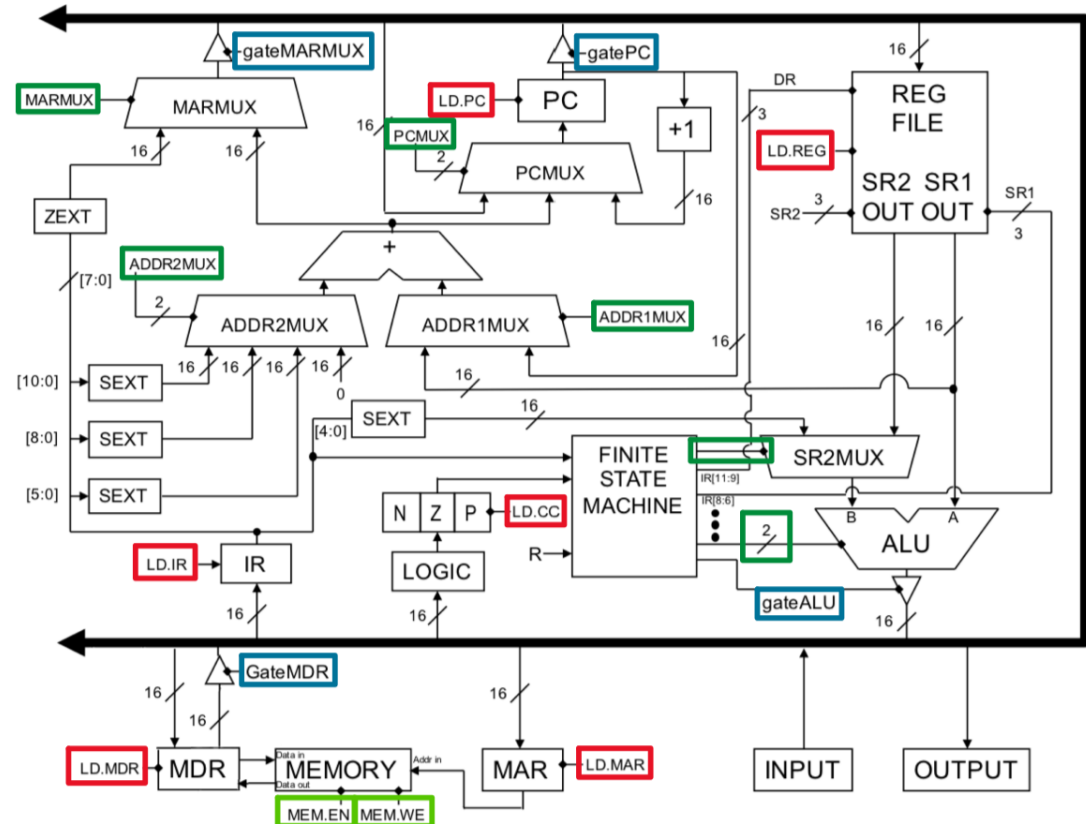 gateMARMUX
gatePC
16
DR
MARMUX
MARMUX
LD.PC
PC
REG
FILE
16
3
+1
PCMUX
2
PCMUX
LD.REG
16
16
16
ZEXT
SR2
OUT
SR1
OUT
SR2
3
SR1
3
+
[7:0]
ADDR2MUX
2
ADDR2MUX
ADDR1MUX
ADDR1MUX
16
16
16
[10:0]
SEXT
16
16
16
16
0
16
[8:0]
SEXT
[4:0]
SEXT
16
[5:0]
SEXT
FINITE
STATE
MACHINE
SR2MUX
IR[11:9]
IR[8:6]
N
Z
P
LD.CC
2
B
A
ALU
LD.IR
IR
LOGIC
R
gateALU
16
16
16
GateMDR
16
16
16
LD.MDR
MDR
Data in
Data out
MEMORY
Addr in
MAR
LD.MAR
INPUT
OUTPUT
MEM.EN
MEM.WE